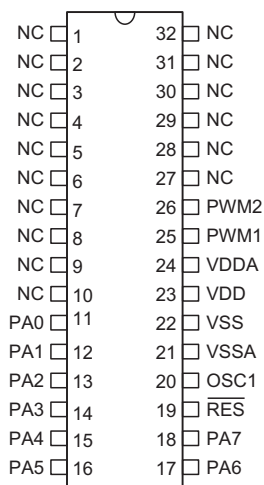 NC 1 32 NC
NC 2 31 NC
NC 3 30 NC
NC 4 29 NC
NC 5 28 NC
NC 6 27 NC
NC 7 26 PWM2
NC 8 25 PWM1
NC 9 24 VDDA
NC 10 23 VDD
PA0 11 22 VSS
PA1 12 21 VSSA
PA2 13 20 OSC1
PA3 14 19 RES
PA4 15 18 PA7
PA5 16 17 PA6